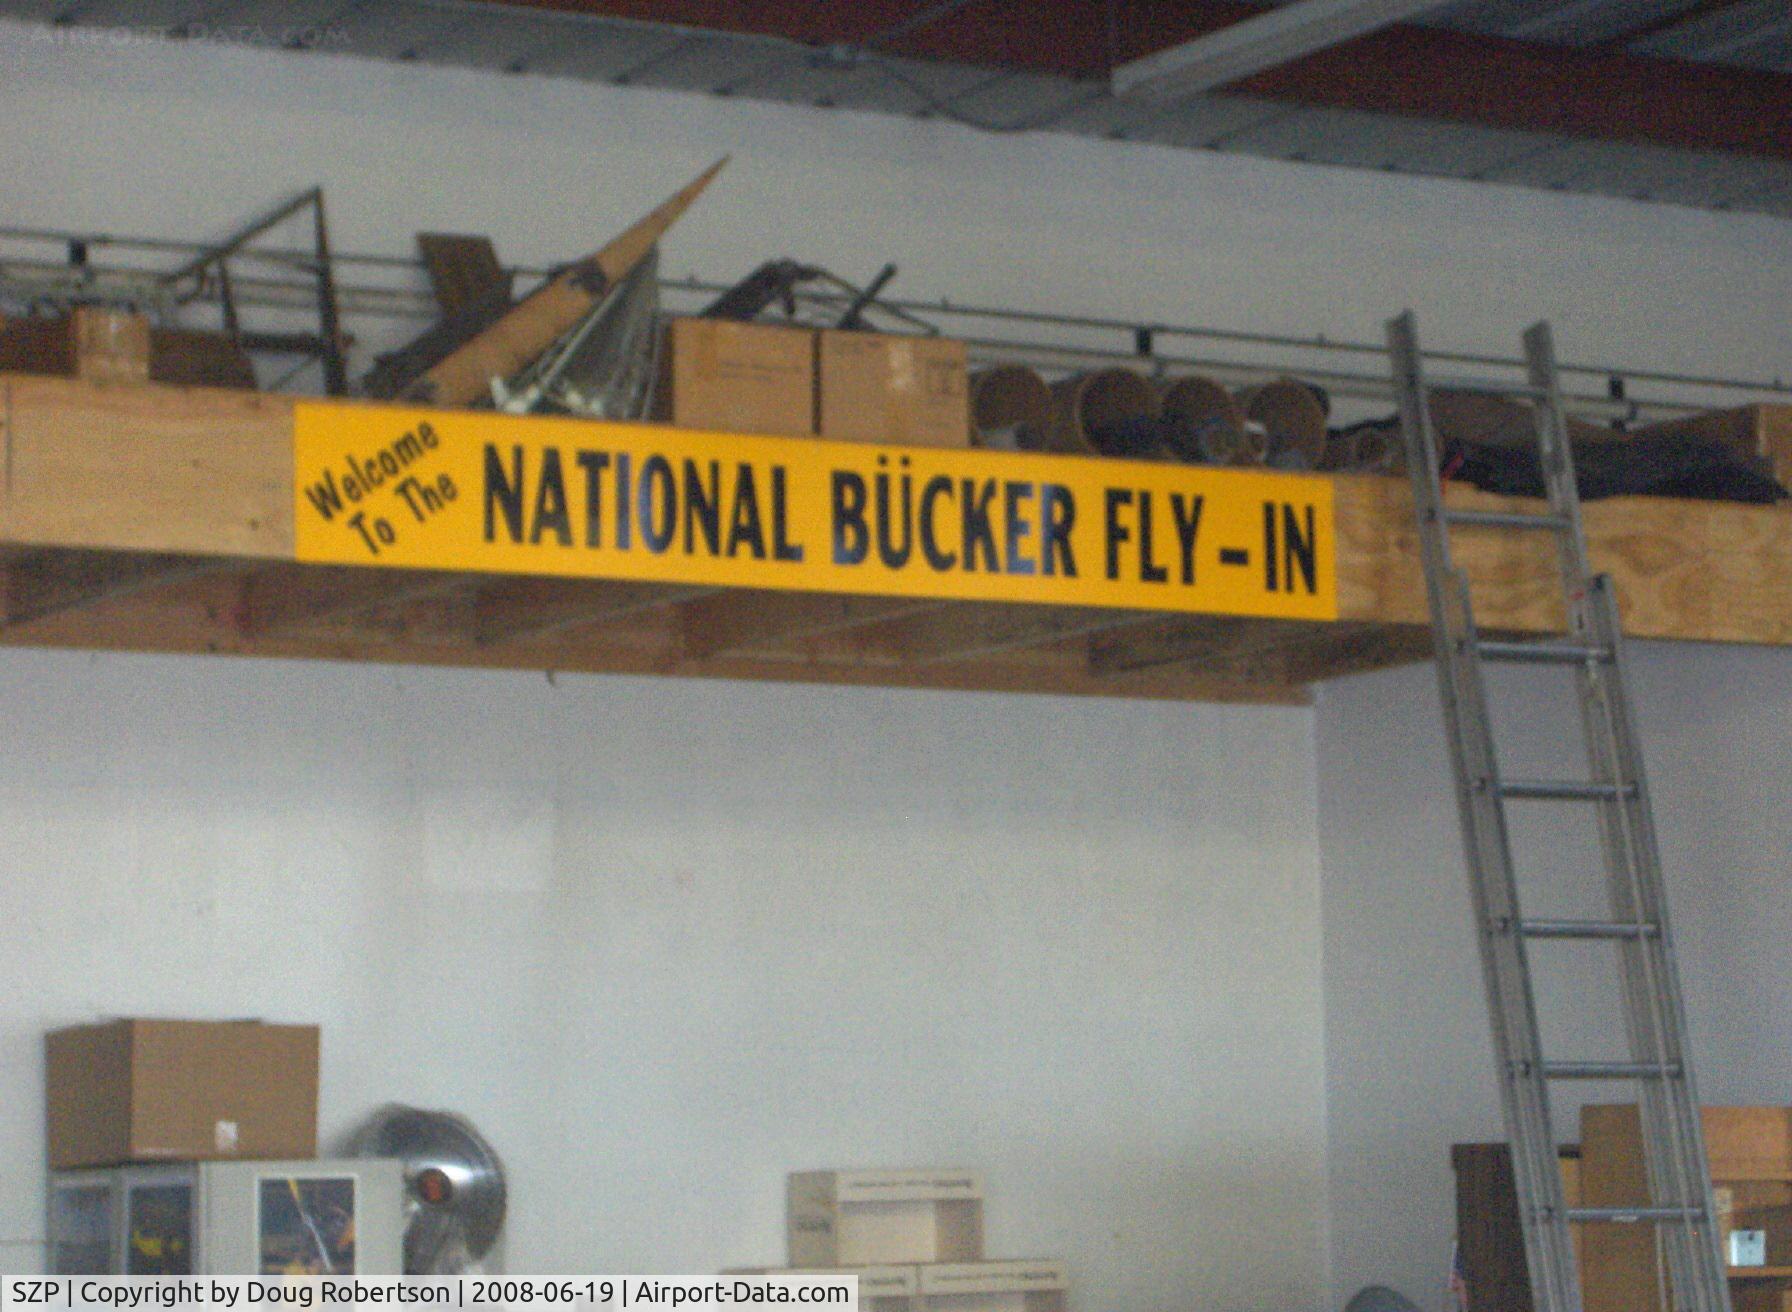 AIRPORT-DATA.COM
Welcome
To The
NATIONAL BÜCKER FLY-IN
SZP | Copyright by Doug Robertson | 2008-06-19 | Airport-Data.com